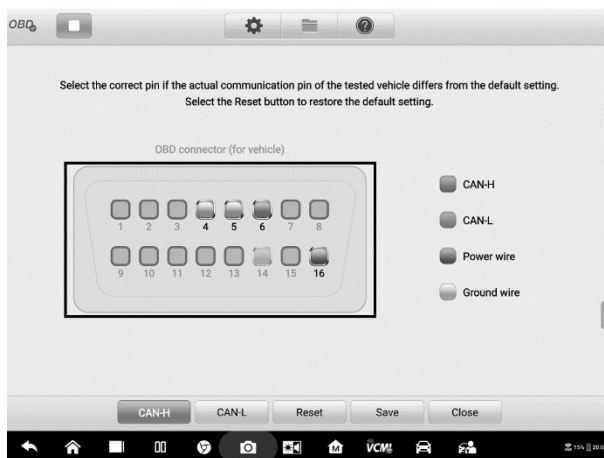 OBD
Select the correct pin if the actual communication pin of the tested vehicle differs from the default setting.
Select the Reset button to restore the default setting.
OBD connector (for vehicle)
1 2 3 4 5 6 7 8
9 10 11 12 13 14 15 16
CAN-H
CAN-L
Power wire
Ground wire
CAN-H CAN-L Reset Save Close
M VCMI 15%